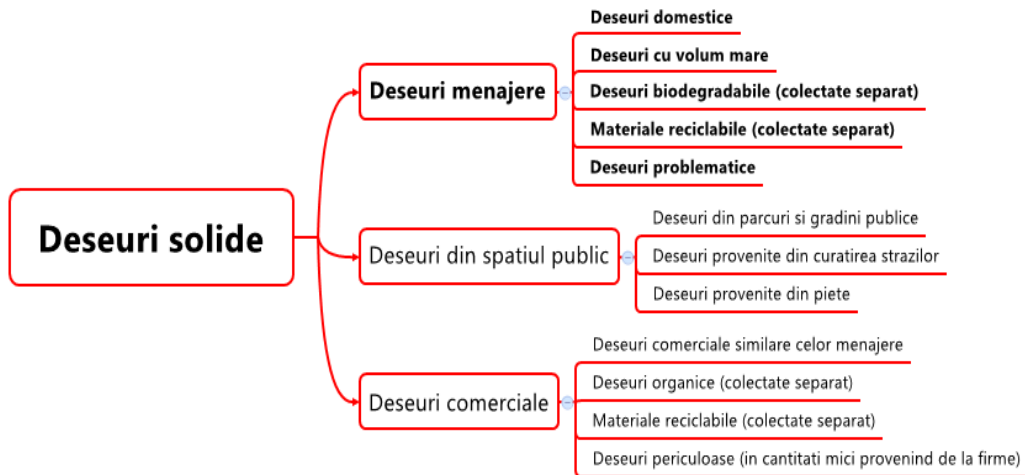 Deseuri solide
Deseuri menajere
Deseuri domestice
Deseuri cu volum mare
Deseuri biodegradabile (colectate separat)
Materiale reciclabile (colectate separat)
Deseuri problematice
Deseuri din spatiul public
Deseuri din parcuri si gradini publice
Deseuri provenite din curatirea strazilor
Deseuri provenite din piete
Deseuri comerciale
Deseuri comerciale similare celor menajere
Deseuri organice (colectate separat)
Materiale reciclabile (colectate separat)
Deseuri periculoase (in cantitati mici provenind de la firme)